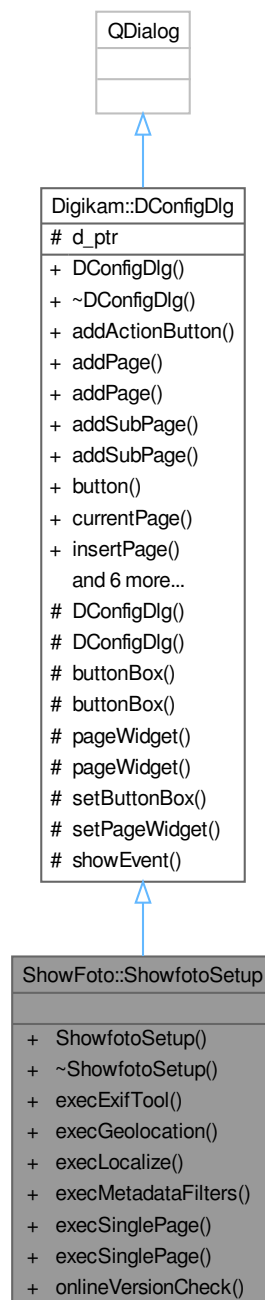 QDialog
Digikam::DConfigDlg
# d_ptr
+ DConfigDlg()
+ ~DConfigDlg()
+ addActionButton()
+ addPage()
+ addPage()
+ addSubPage()
+ addSubPage()
+ button()
+ currentPage()
+ insertPage()
and 6 more...
# DConfigDlg()
# DConfigDlg()
# buttonBox()
# buttonBox()
# pageWidget()
# pageWidget()
# setButtonBox()
# setPageWidget()
# showEvent()
ShowFoto::ShowfotoSetup
+ ShowfotoSetup()
+ ~ShowfotoSetup()
+ execExifTool()
+ execGeolocation()
+ execLocalize()
+ execMetadataFilters()
+ execSinglePage()
+ execSinglePage()
+ onlineVersionCheck()